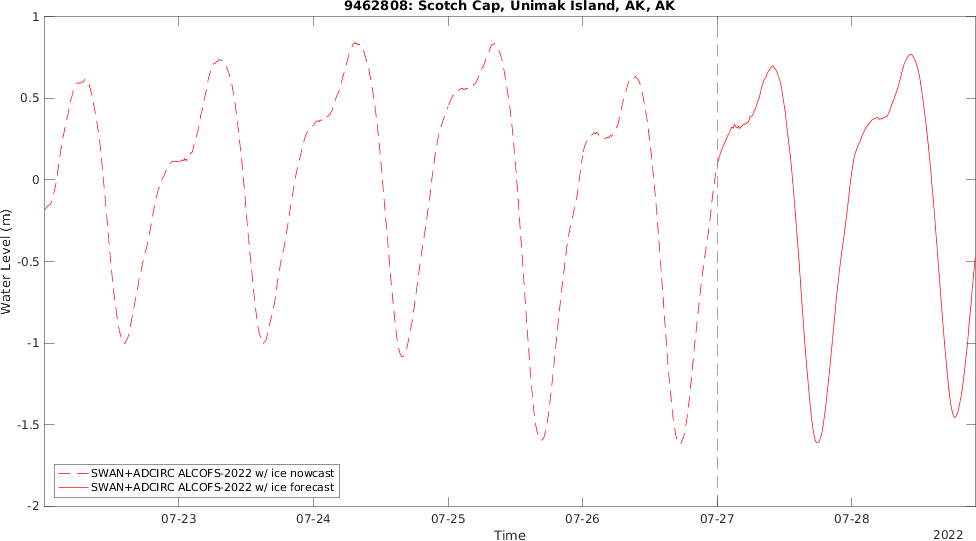 9462808: Scotch Cap, Unimak Island, AK, AK
1
0.5
0
-0.5
-1
-1.5
-2
Water Level (m)
SWAN+ADCIRC ALCOFS-2022 w/ ice nowcast
SWAN+ADCIRC ALCOFS-2022 w/ ice forecast
07-23 07-24 07-25 07-26 07-27 07-28
Time
2022